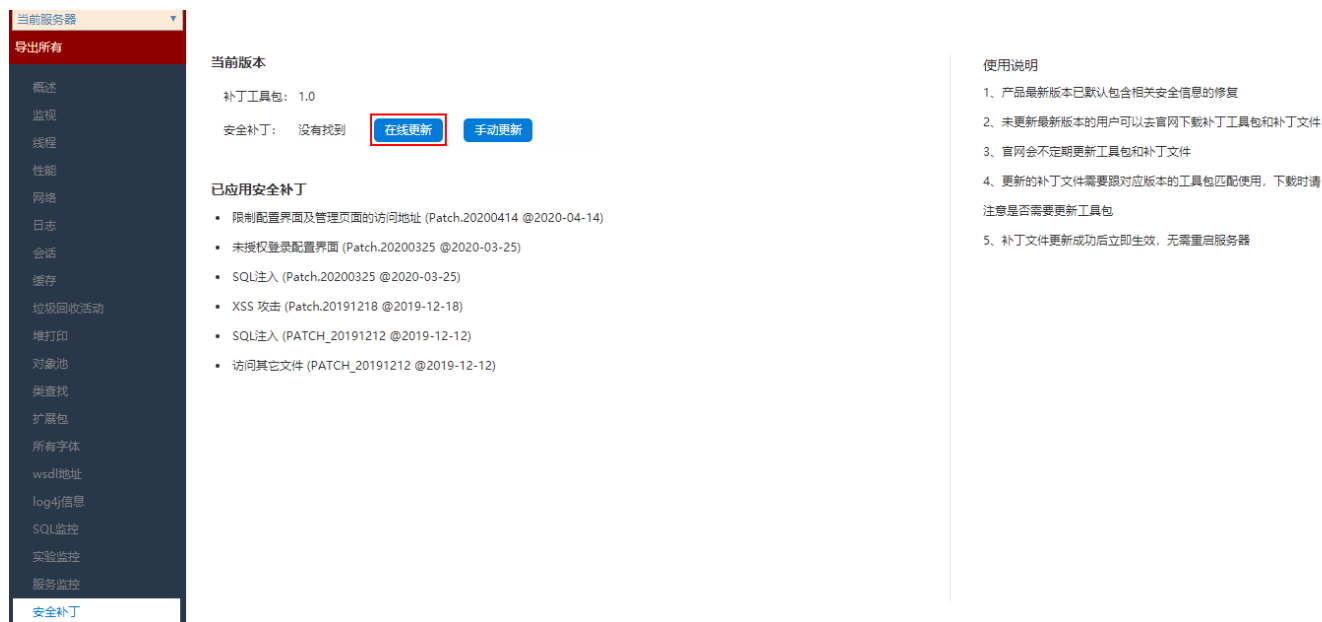 当前服务器
导出所有
概述
监视
线程
性能
网络
日志
会话
缓存
垃圾回收活动
堆打印
对象池
类查找
扩展包
所有字体
wsdl地址
log4j信息
SQL监控
实验监控
服务监控
安全补丁
当前版本
补丁工具包： 1.0
安全补丁： 没有找到 在线更新 手动更新
已应用安全补丁
• 限制配置界面及管理页面的访问地址 (Patch.20200414 @2020-04-14)
• 未授权登录配置界面 (Patch.20200325 @2020-03-25)
• SQL注入 (Patch.20200325 @2020-03-25)
• XSS 攻击 (Patch.20191218 @2019-12-18)
• SQL注入 (PATCH_20191212 @2019-12-12)
• 访问其它文件 (PATCH_20191212 @2019-12-12)
使用说明
1、产品最新版本已默认包含相关安全信息的修复
2、未更新最新版本的用户可以去官网下载补丁工具包和补丁文件
3、官网会不定期更新工具包和补丁文件
4、更新的补丁文件需要跟对应版本的工具包匹配使用，下载时请
注意是否需要更新工具包
5、补丁文件更新成功后立即生效，无需重启服务器